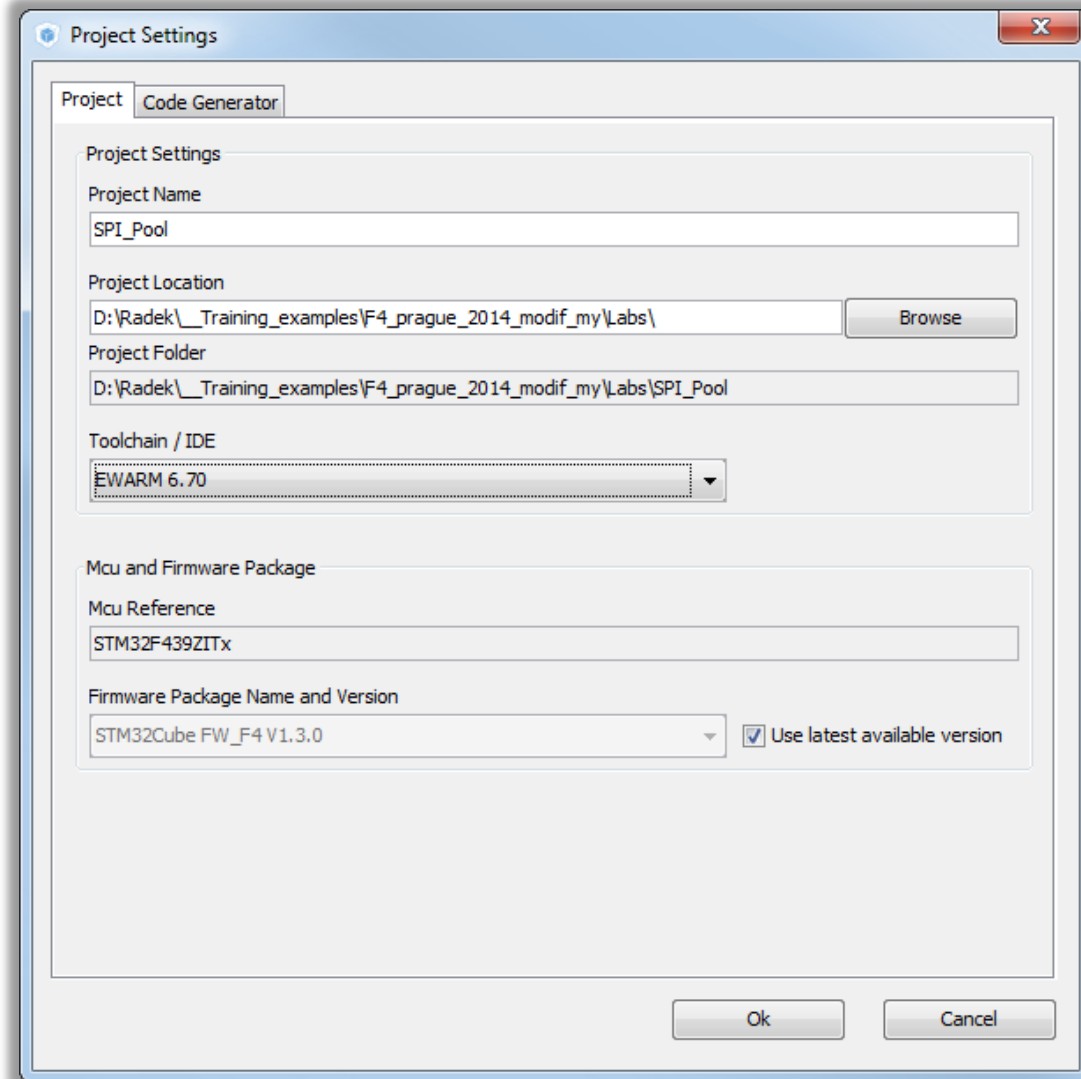 Project Settings
Project
Code Generator
Project Settings
Project Name
SPI_Pool
Project Location
D:\Radek\__Training_examples\F4_prague_2014_modif_my\Labs\
Browse
Project Folder
D:\Radek\__Training_examples\F4_prague_2014_modif_my\Labs\SPI_Pool
Toolchain / IDE
EWARM 6.70
Mcu and Firmware Package
Mcu Reference
STM32F439ZITx
Firmware Package Name and Version
STM32Cube FW_F4 V1.3.0
Use latest available version
Ok
Cancel